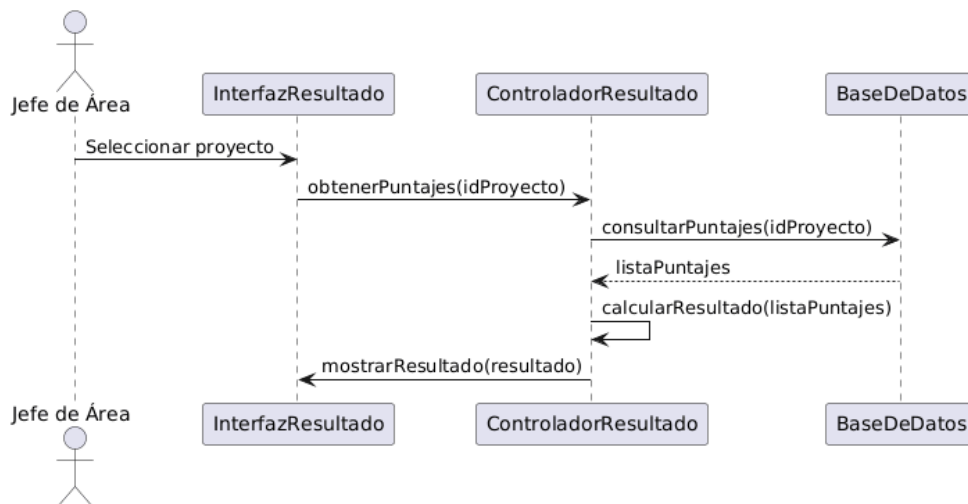 Jefe de Área
InterfazResultado
ControladorResultado
BaseDeDatos
Seleccionar proyecto
obtenerPuntajes(idProyecto)
consultarPuntajes(idProyecto)
listaPuntajes
calcularResultado(listaPuntajes)
mostrarResultado(resultado)
Jefe de Área
InterfazResultado
ControladorResultado
BaseDeDatos